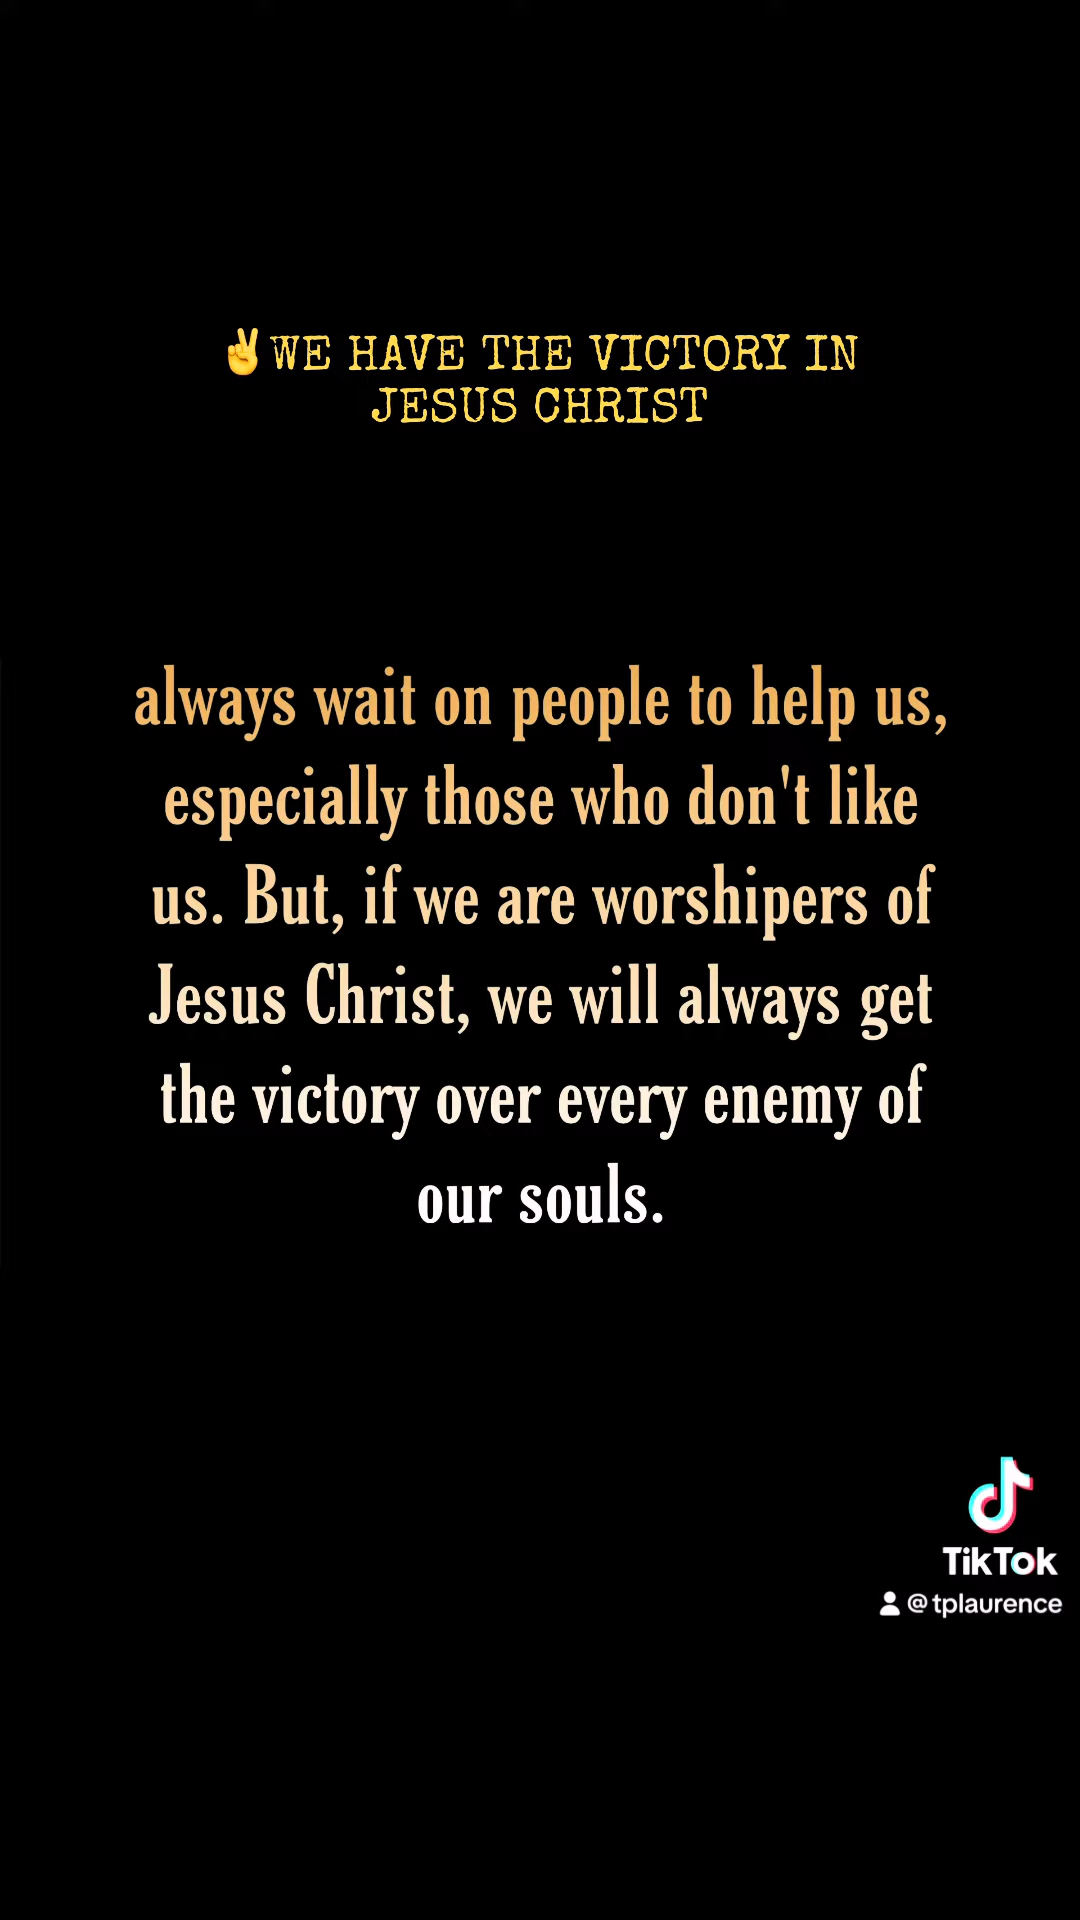 ✌️WE HAVE THE VICTORY IN
JESUS CHRIST
always wait on people to help us,
especially those who don't like
us. But, if we are worshipers of
Jesus Christ, we will always get
the victory over every enemy of
our souls.
TikTok
@tplaurence